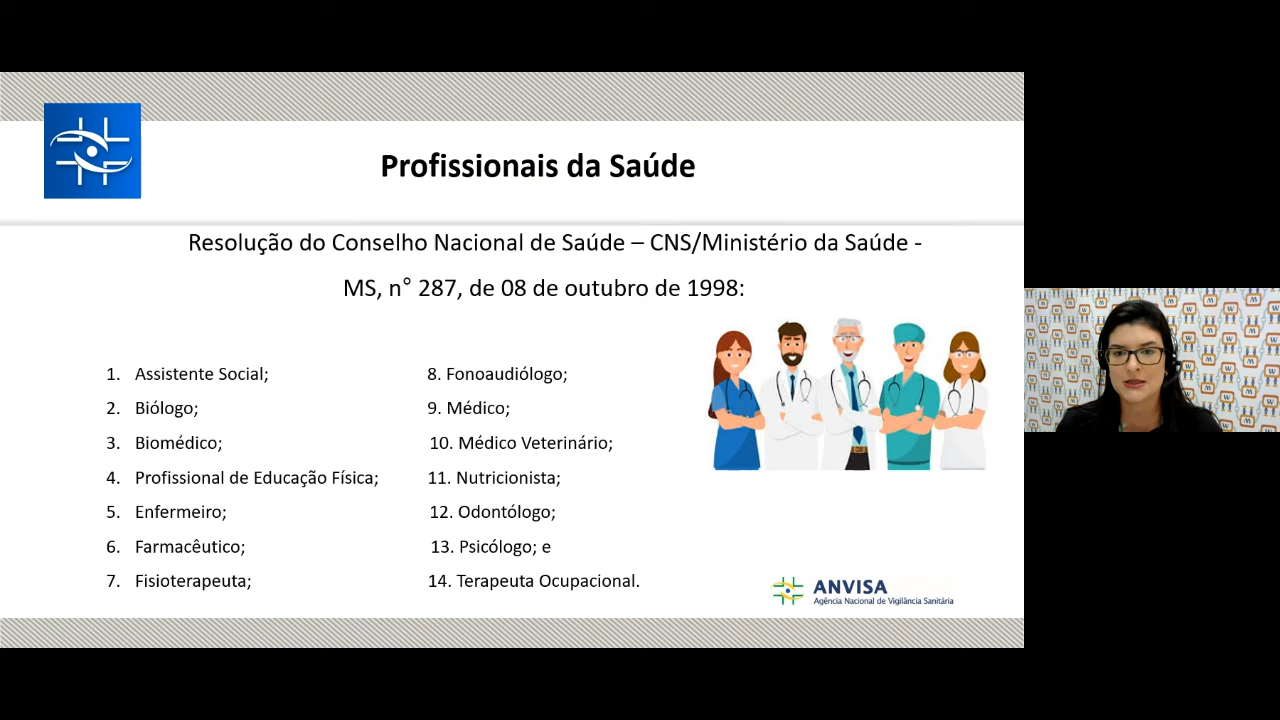 Profissionais da Saúde
Resolução do Conselho Nacional de Saúde – CNS/Ministério da Saúde -
MS, n° 287, de 08 de outubro de 1998:
1. Assistente Social;
2. Biólogo;
3. Biomédico;
4. Profissional de Educação Física;
5. Enfermeiro;
6. Farmacêutico;
7. Fisioterapeuta;
8. Fonoaudiólogo;
9. Médico;
10. Médico Veterinário;
11. Nutricionista;
12. Odontólogo;
13. Psicólogo; e
14. Terapeuta Ocupacional.
ANVISA
Agência Nacional de Vigilância Sanitária